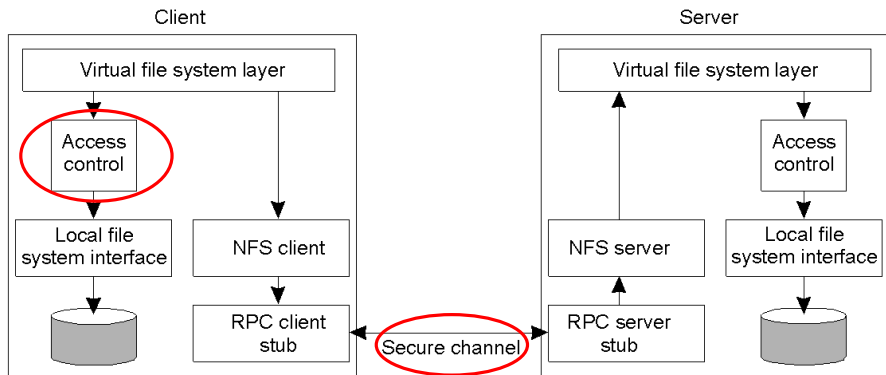 Client
Server
Virtual file system layer
Virtual file system layer
Access
control
Access
control
Local file
system interface
NFS client
NFS server
Local file
system interface
RPC client
stub
Secure channel
RPC server
stub